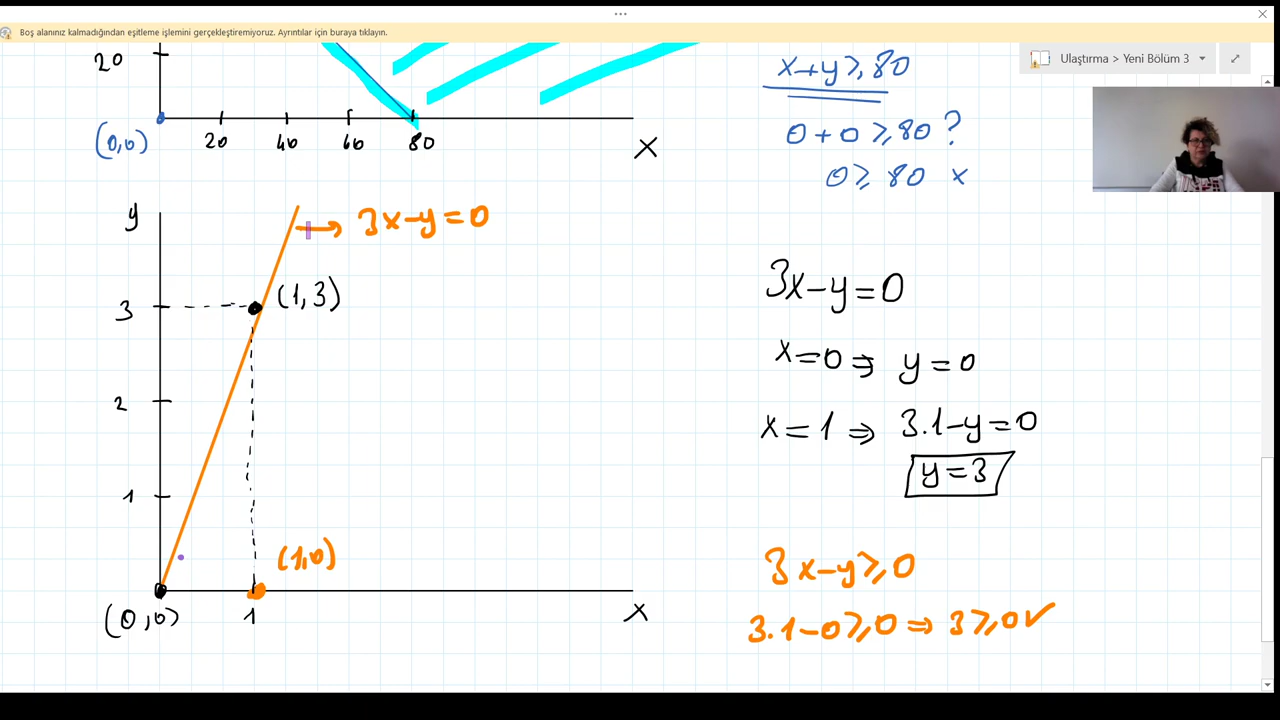 Boş alanınız kalmadığından eşitleme işlemini gerçekleştiremiyoruz. Ayrıntılar için buraya tıklayın.
Ulaştırma > Yeni Bölüm 3
20
(0,0)
20 40 60 80 x
x+y≥80
0+0≥80?
0≥80 x
y
3x-y=0
3
(1,3)
2
1
(1,0)
(0,0)
1
x
3x-y=0
x=0 ⇒ y=0
x=1 ⇒ 3.1-y=0
y=3
3x-y≥0
3.1-0≥0 ⇒ 3≥0 ✓